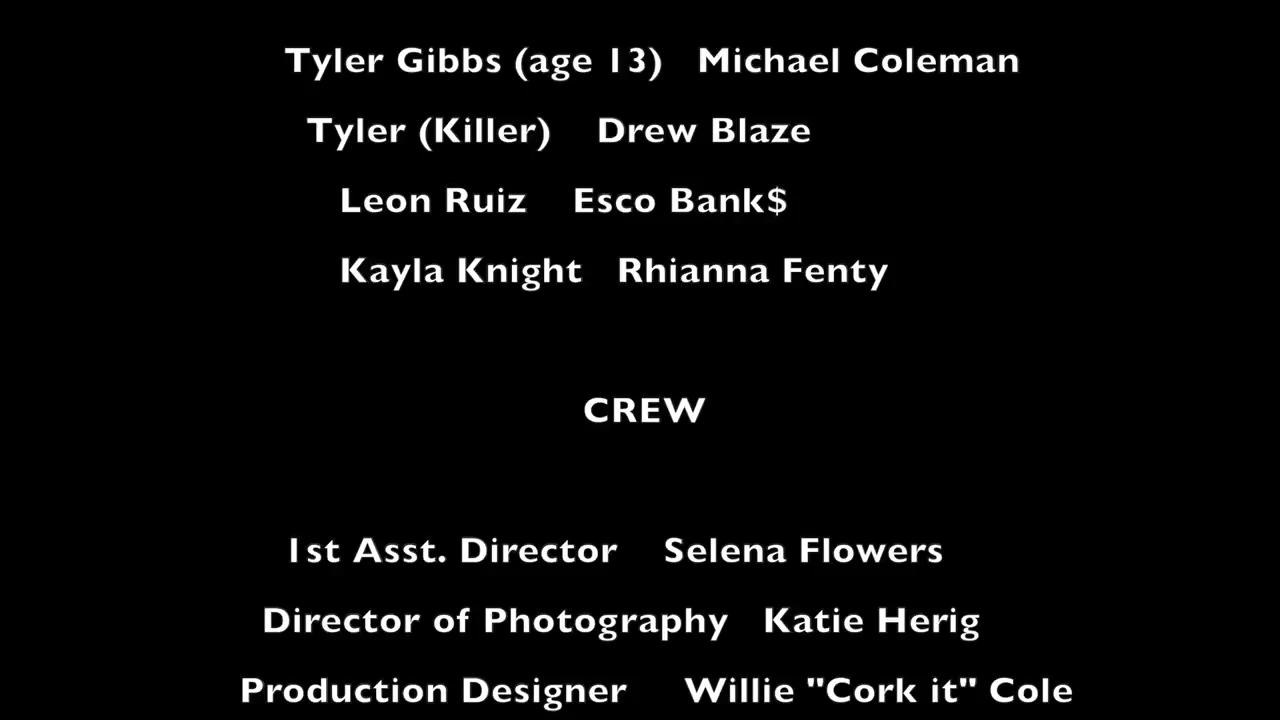 Tyler Gibbs (age 13) Michael Coleman
Tyler (Killer) Drew Blaze
Leon Ruiz Esco Bank$
Kayla Knight Rhianna Fenty
CREW
1st Asst. Director Selena Flowers
Director of Photography Katie Herig
Production Designer Willie "Cork it" Cole